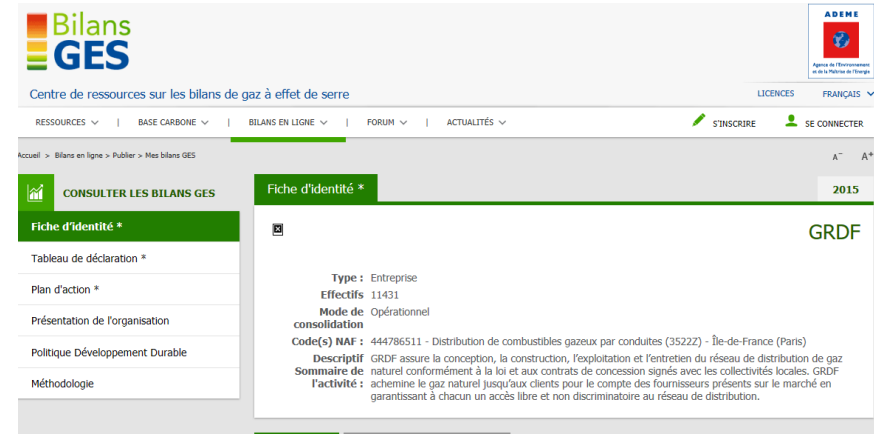 Bilans
GES
ADEME
Agence de l'Environnement
et de la Maîtrise de l'Energie
Centre de ressources sur les bilans de gaz à effet de serre
LICENCES FRANÇAIS
RESSOURCES | BASE CARBONE | BILANS EN LIGNE | FORUM | ACTUALITÉS S'INSCRIRE SE CONNECTER
Accueil > Bilans en ligne > Publier > Mes bilans GES A⁻ A⁺
CONSULTER LES BILANS GES
Fiche d'identité *
Tableau de déclaration *
Plan d'action *
Présentation de l'organisation
Politique Développement Durable
Méthodologie
Fiche d'identité * 2015
GRDF
Type : Entreprise
Effectifs 11431
Mode de Opérationnel
consolidation
Code(s) NAF : 444786511 - Distribution de combustibles gazeux par conduites (3522Z) - Île-de-France (Paris)
Descriptif GRDF assure la conception, la construction, l'exploitation et l'entretien du réseau de distribution de gaz
Sommaire de naturel conformément à la loi et aux contrats de concession signés avec les collectivités locales. GRDF
l'activité : achemine le gaz naturel jusqu'aux clients pour le compte des fournisseurs présents sur le marché en
garantissant à chacun un accès libre et non discriminatoire au réseau de distribution.